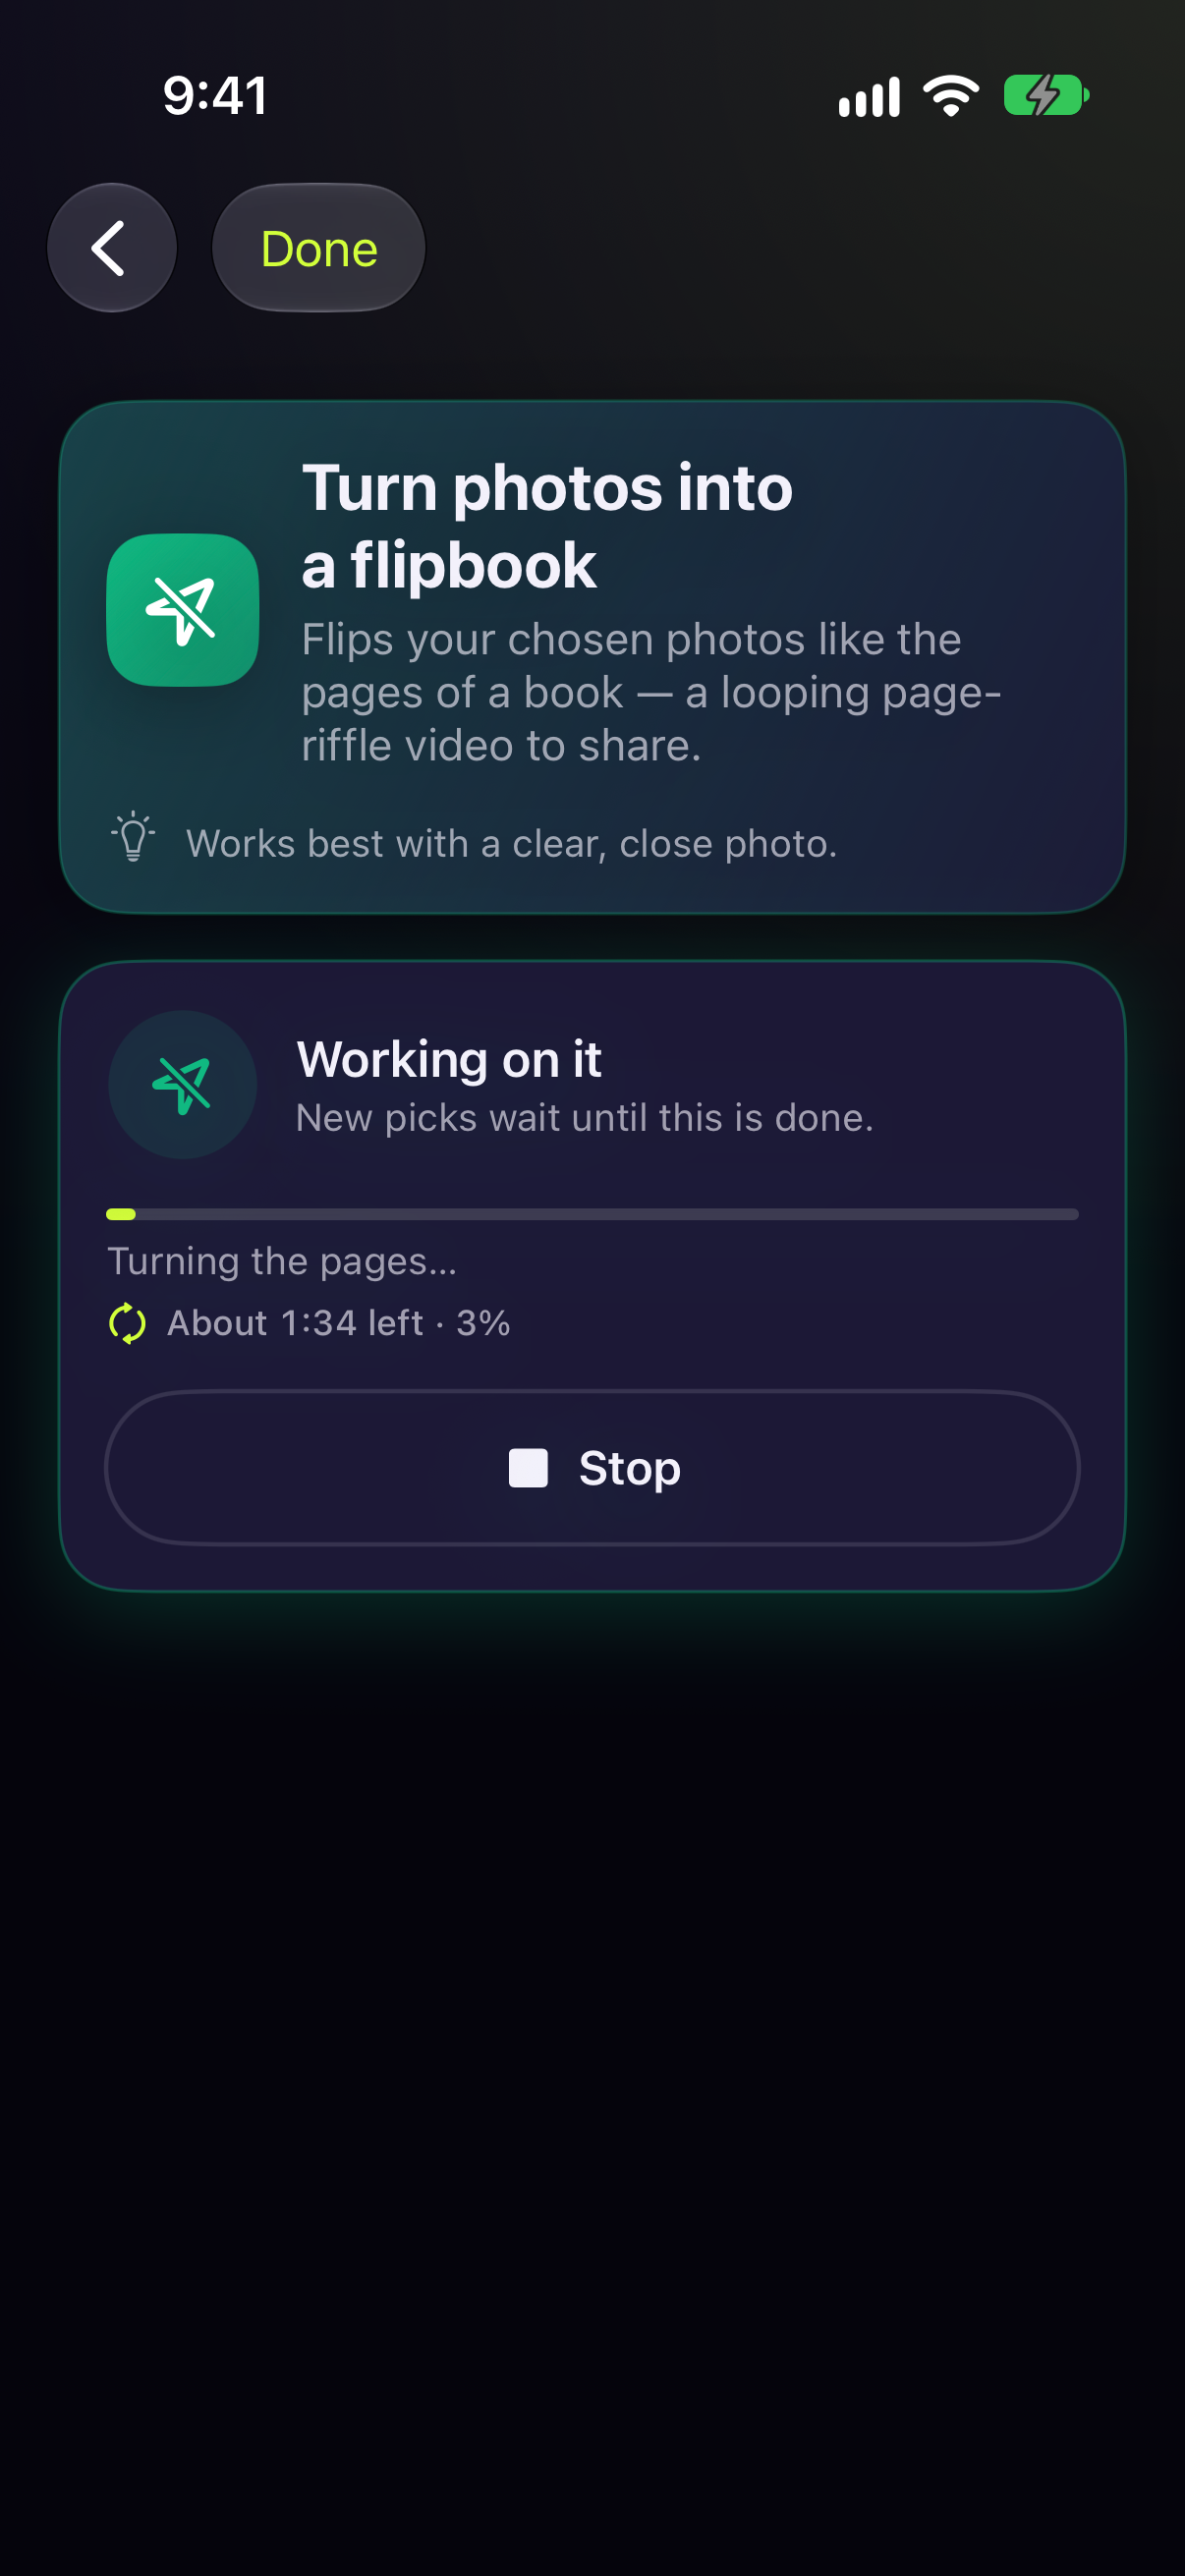 9:41
Done
Turn photos into
a flipbook
Flips your chosen photos like the
pages of a book — a looping page-
riffle video to share.
Works best with a clear, close photo.
Working on it
New picks wait until this is done.
Turning the pages…
About 1:34 left · 3%
Stop